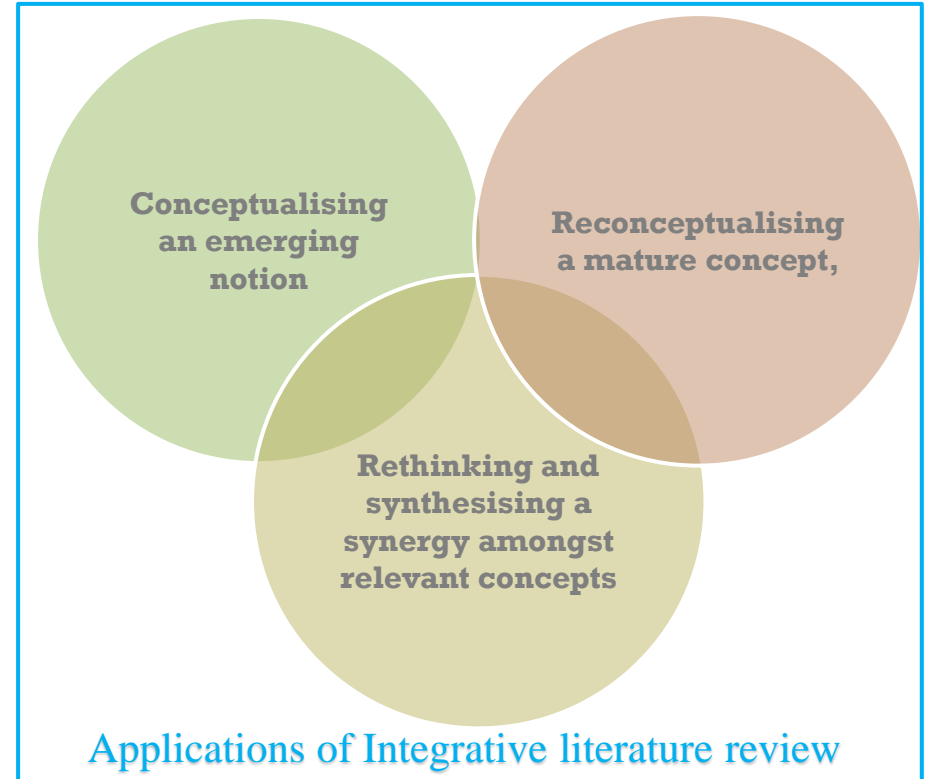 Conceptualising
an emerging
notion
Reconceptualising
a mature concept,
Rethinking and
synthesising a
synergy amongst
relevant concepts
Applications of Integrative literature review